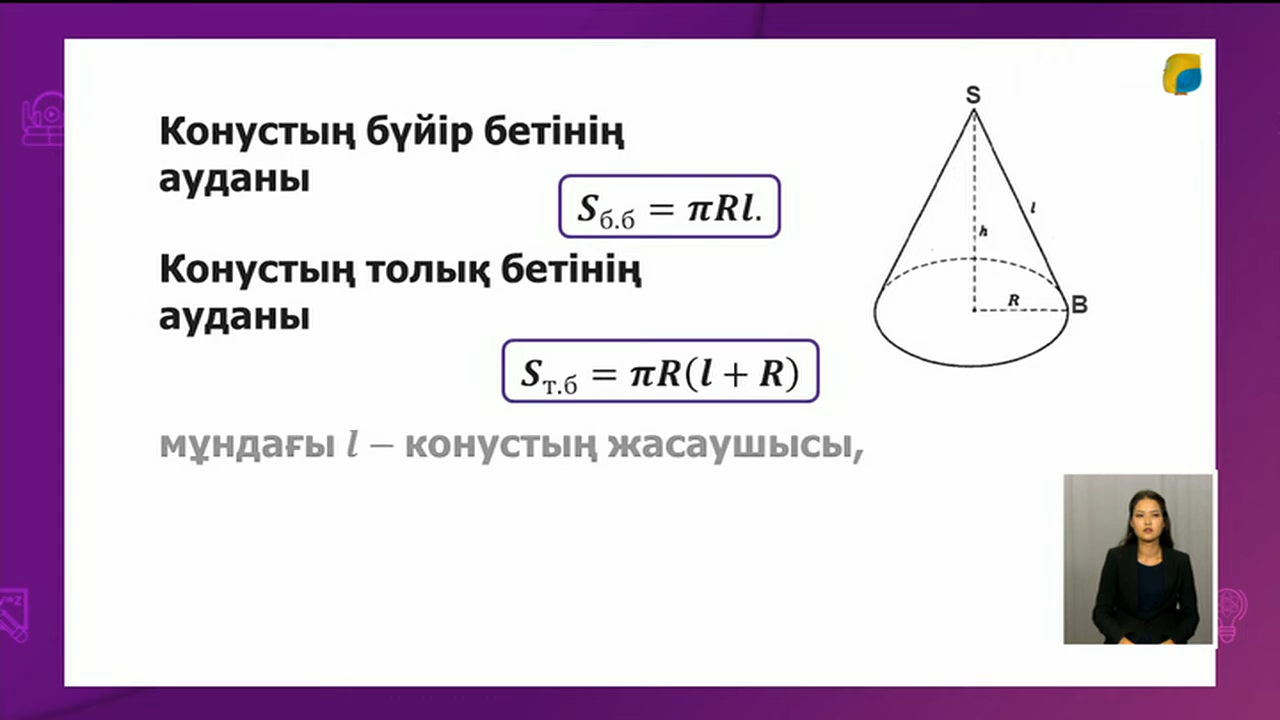 Конустың бүйір бетінің
ауданы
Sб.б = πRl.
Конустың толық бетінің
ауданы
Sт.б = πR(l + R)
мұндағы l – конустың жасаушысы,
S
l
h
R
B